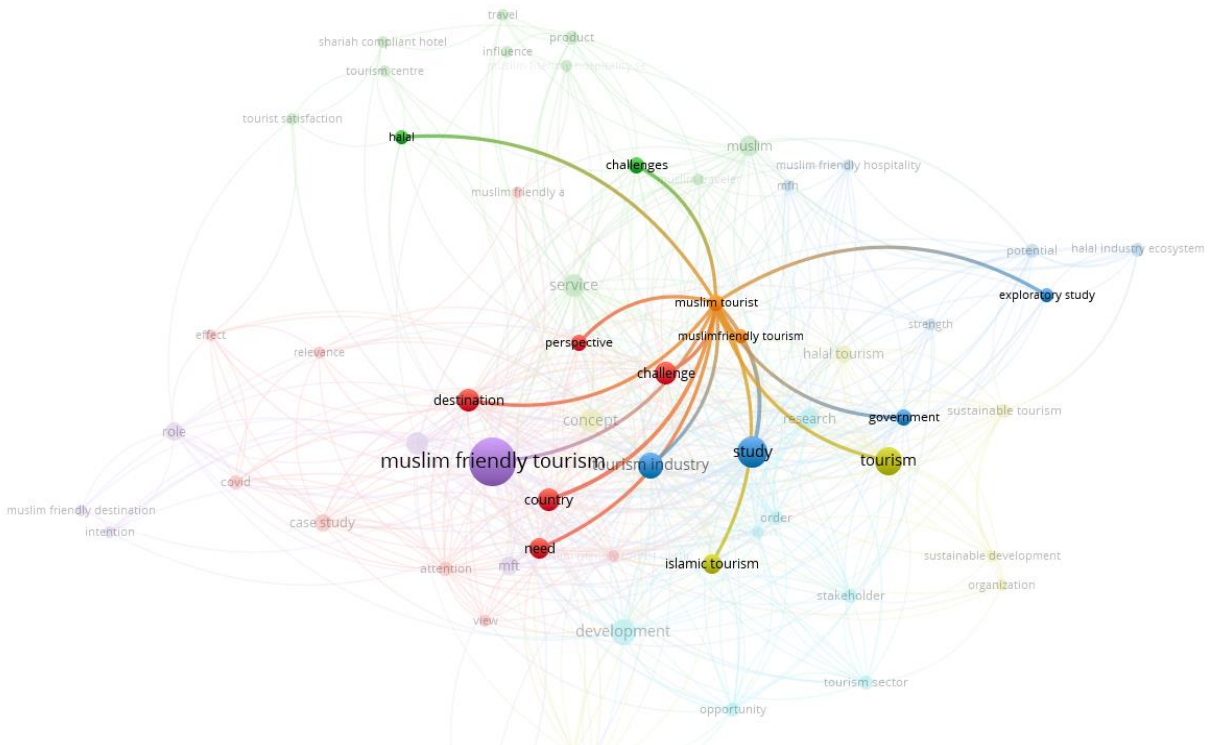 travel
product
shariah compliant hotel
influence
tourism centre
tourist satisfaction
halal
muslim
challenges
muslim friendly hospitality
mfh
muslim friendly a
potential
halal industry ecosystem
service
exploratory study
muslim tourist
strength
effect
muslimfriendly tourism
perspective
relevance
halal tourism
challenge
destination
sustainable tourism
concept
research
government
role
muslim friendly tourism
tourism industry
study
tourism
covid
country
muslim friendly destination
case study
order
intention
need
sustainable development
attention
mft
islamic tourism
organization
stakeholder
view
development
tourism sector
opportunity